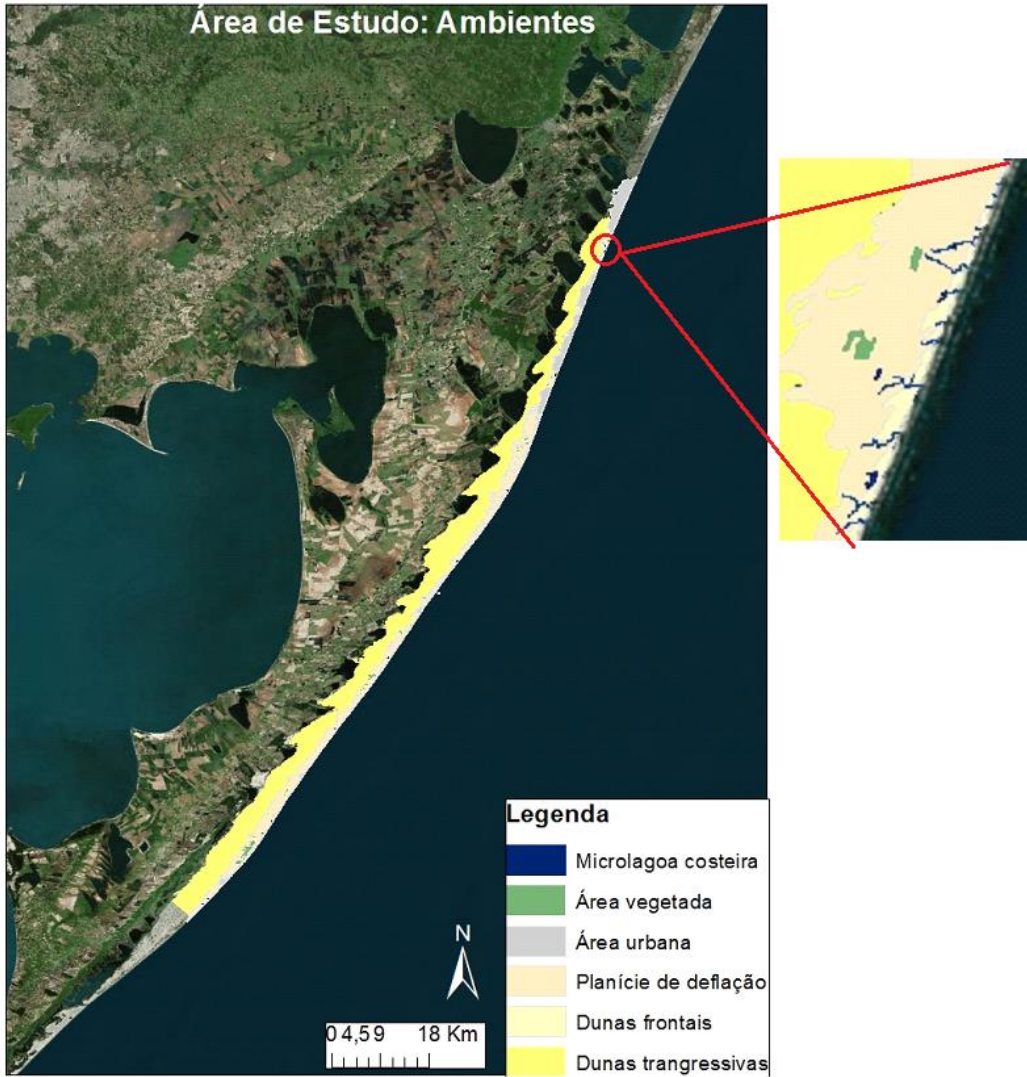 Área de Estudo: Ambientes
Legenda
Microlagoa costeira
Área vegetada
Área urbana
Planície de deflação
Dunas frontais
Dunas trangressivas
N
0 4,5 9 18 Km